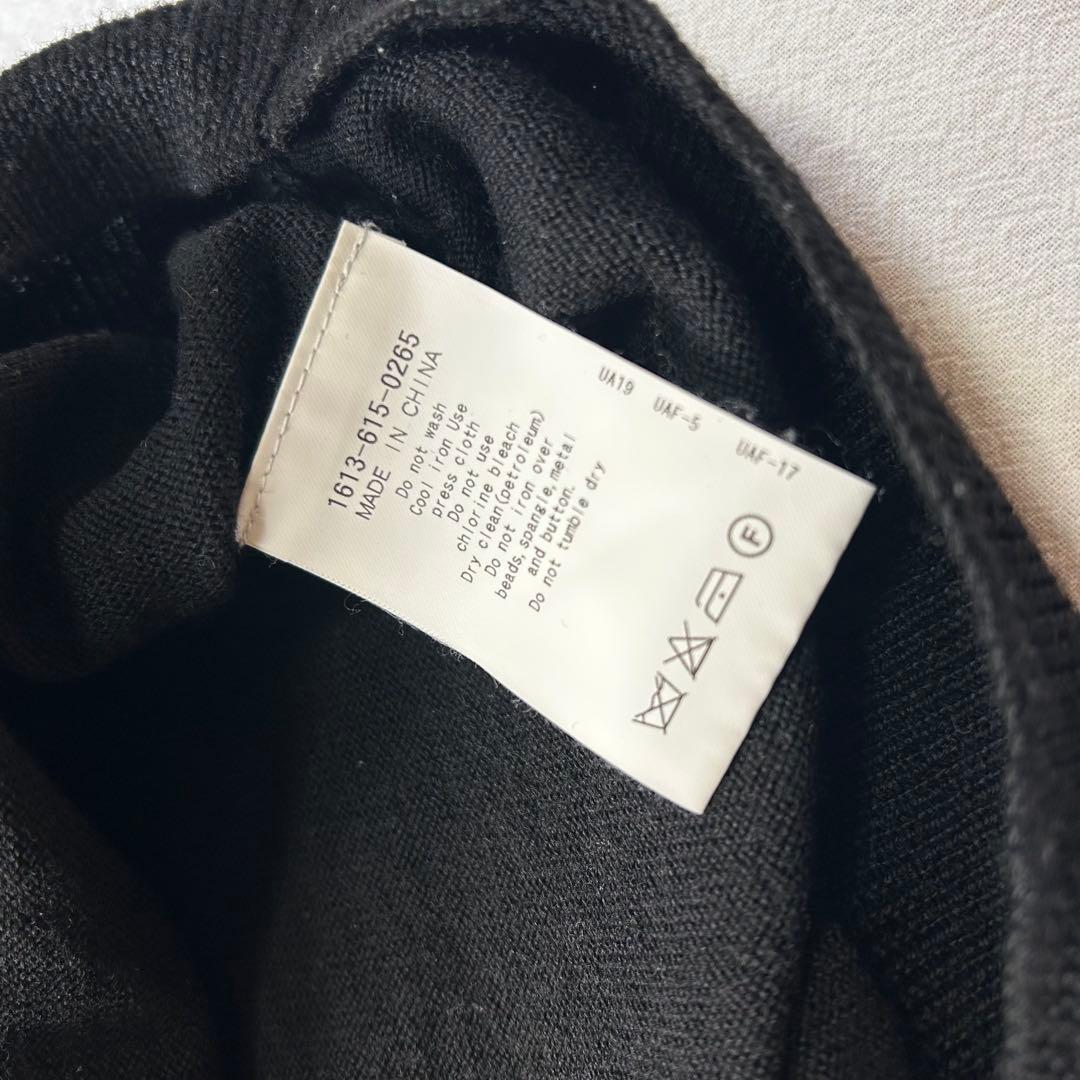 1613-615-0265
MADE IN CHINA
Do not wash
Cool iron Use
press cloth
Do not use
chlorine bleach
Dry clean(petroleum)
Do not iron over
beads, spangle, metal
and button.
Do not tumble dry
UA19 UAF-5 UAF-17
F